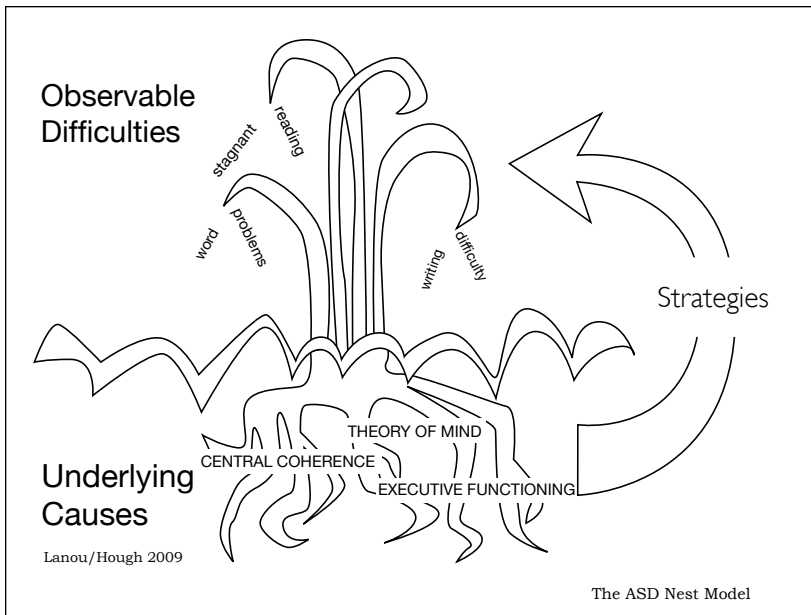 Observable
Difficulties
stagnant
reading
word
problems
writing
difficulty
Strategies
THEORY OF MIND
CENTRAL COHERENCE
EXECUTIVE FUNCTIONING
Underlying
Causes
Lanou/Hough 2009
The ASD Nest Model